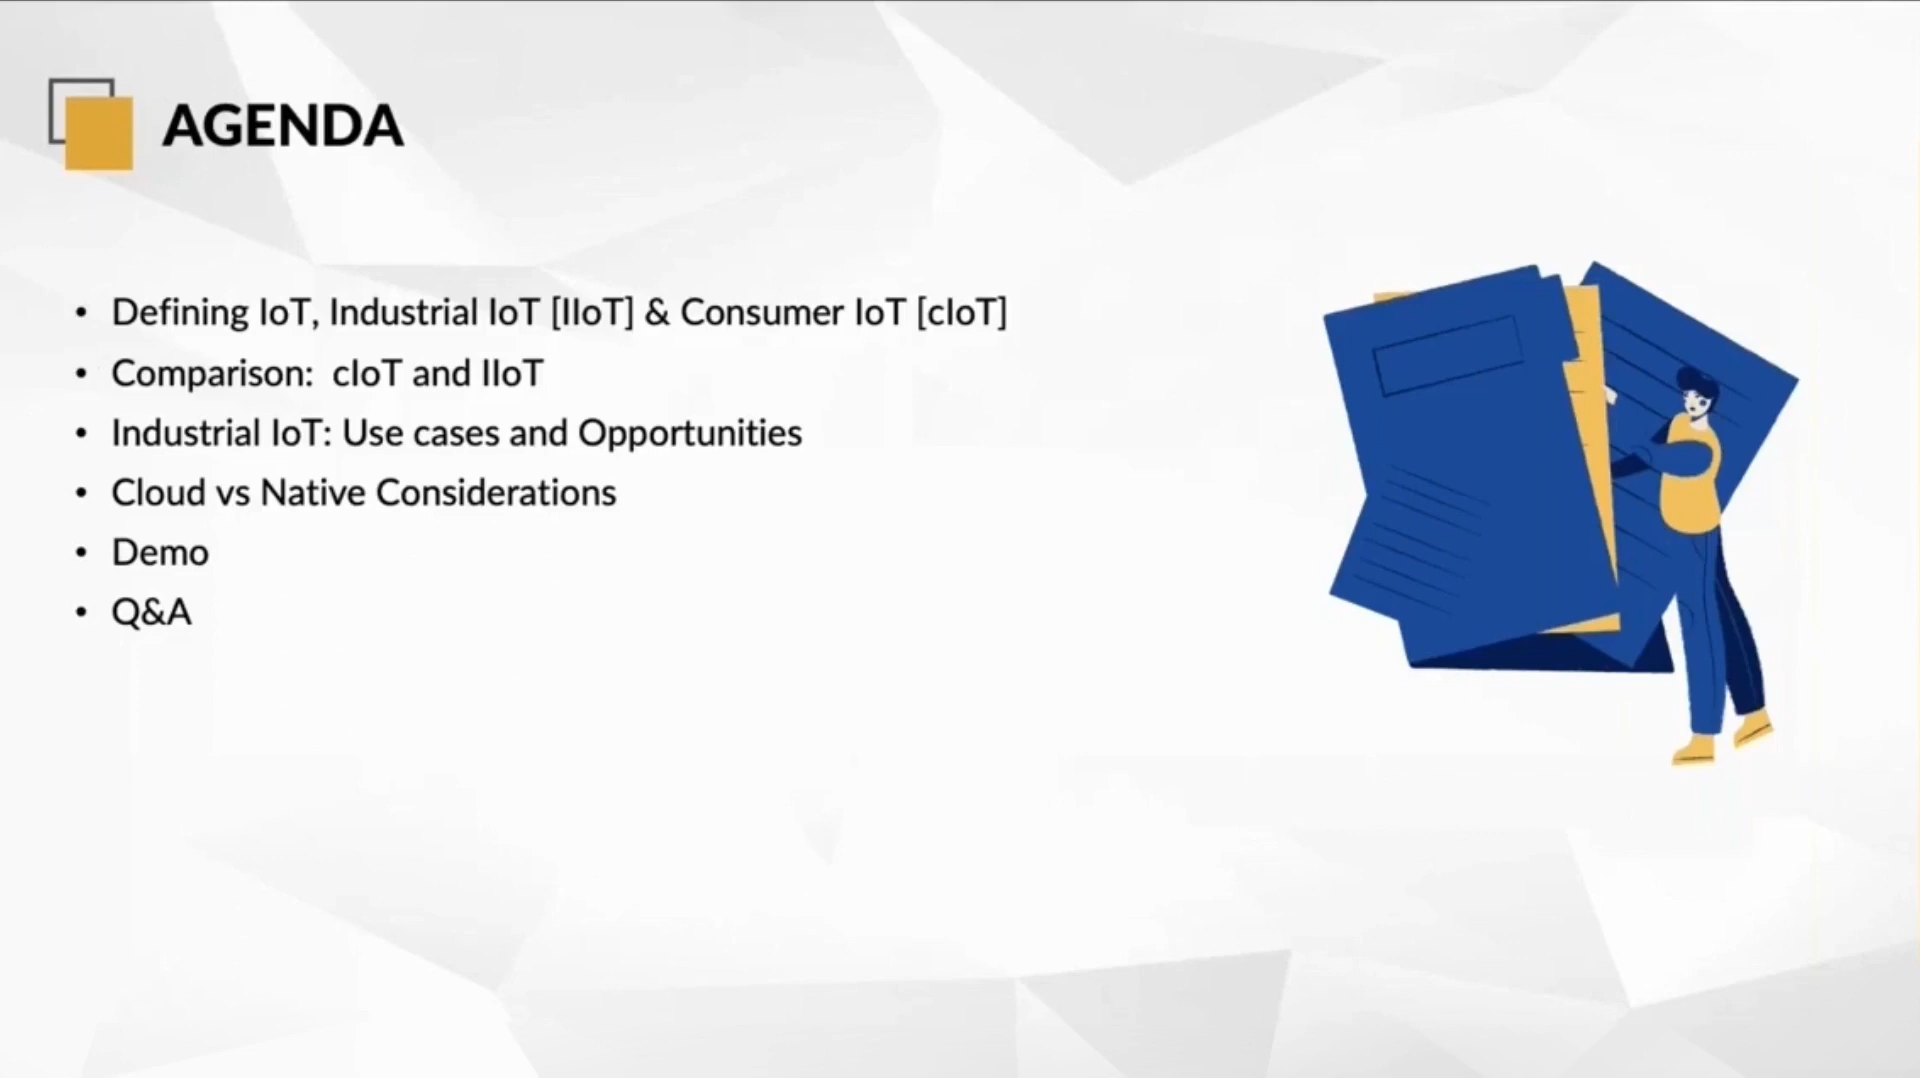 AGENDA
• Defining IoT, Industrial IoT [IIoT] & Consumer IoT [cIoT]
• Comparison:  cIoT and IIoT
• Industrial IoT: Use cases and Opportunities
• Cloud vs Native Considerations
• Demo
• Q&A